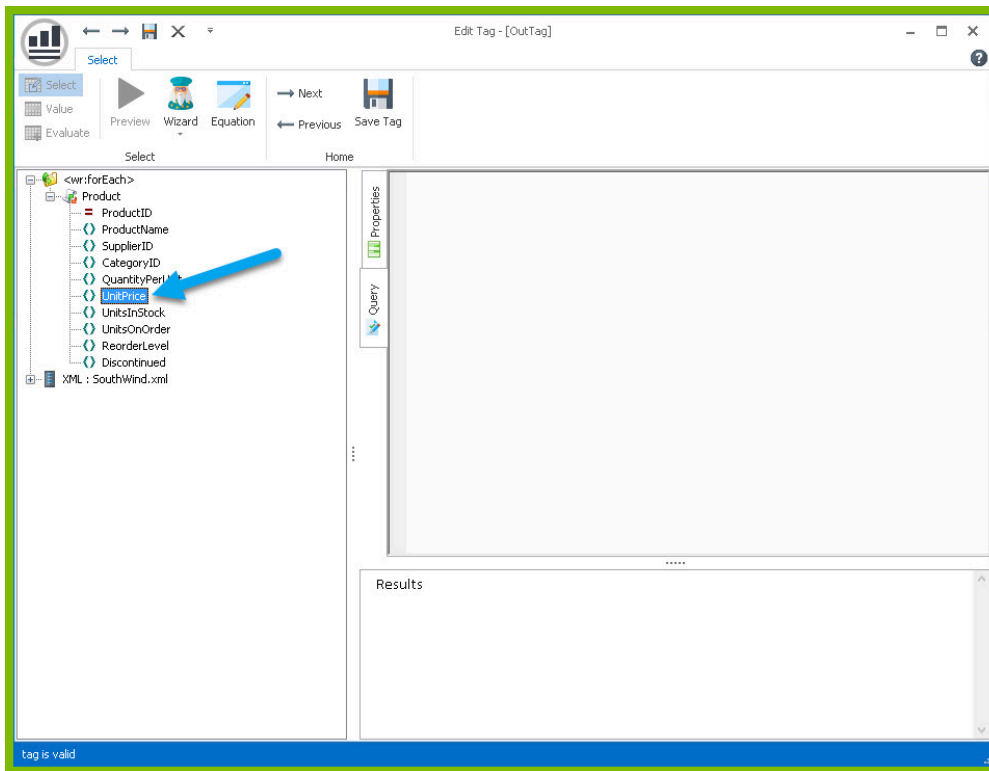 Edit Tag - [OutTag]
Select
Select
Value
Evaluate
Preview
Wizard
Equation
Next
Previous
Save Tag
Select
Home
<wr:forEach>
Product
ProductID
ProductName
SupplierID
CategoryID
UnitPrice
UnitsInStock
UnitsOnOrder
ReorderLevel
Discontinued
XML : SouthWind.xml
Properties
Query
Results
tag is valid